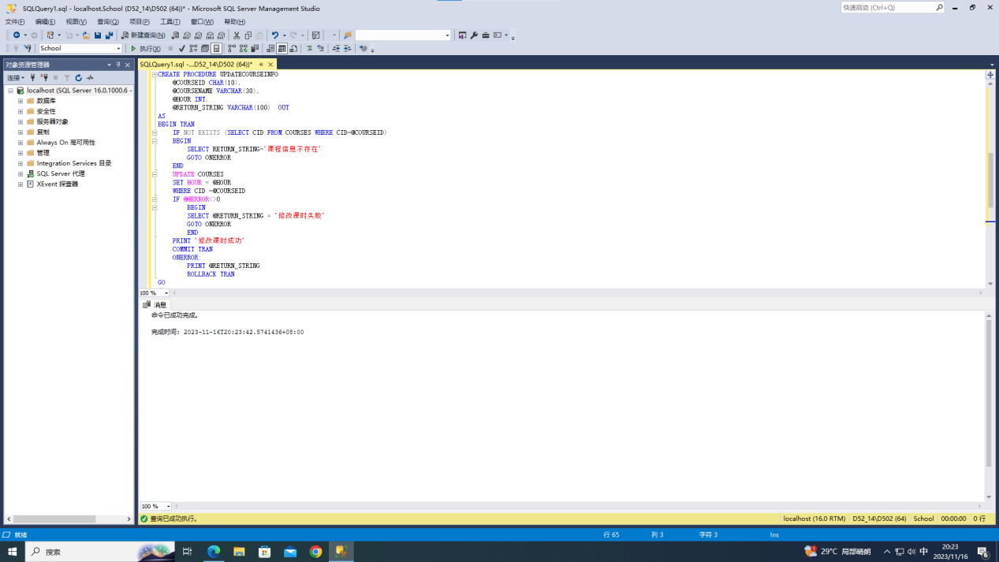 SQLQuery1.sql - localhost.School (D52_14\D502 (64))* - Microsoft SQL Server Management Studio
快速启动 (Ctrl+Q)
文件(F) 编辑(E) 视图(V) 查询(Q) 项目(P) 工具(T) 窗口(W) 帮助(H)
新建查询(N)
School
执行(X)
对象资源管理器
连接
localhost (SQL Server 16.0.1000.6 -
数据库
安全性
服务器对象
复制
Always On 高可用性
管理
Integration Services 目录
SQL Server 代理
XEvent 探查器
SQLQuery1.sql -...D52_14\D502 (64))*
CREATE PROCEDURE UPDATECOURSEINFO
@COURSEID CHAR(10),
@COURSENAME VARCHAR(30),
@HOUR INT,
@RETURN_STRING VARCHAR(100) OUT
AS
BEGIN TRAN
IF NOT EXISTS (SELECT CID FROM COURSES WHERE CID=@COURSEID)
BEGIN
SELECT RETURN_STRING='课程信息不存在'
GOTO ONERROR
END
UPDATE COURSES
SET HOUR = @HOUR
WHERE CID =@COURSEID
IF @@ERROR<>0
BEGIN
SELECT @RETURN_STRING = '修改课时失败'
GOTO ONERROR
END
PRINT '修改课时成功'
COMMIT TRAN
ONERROR:
PRINT @RETURN_STRING
ROLLBACK TRAN
GO
100 %
消息
命令已成功完成。
完成时间: 2023-11-16T20:23:42.5741436+08:00
100 %
查询已成功执行。
localhost (16.0 RTM) D52_14\D502 (64) School 00:00:00 0 行
就绪
行 65 列 3 字符 3 Ins
搜索
29°C 局部晴朗
中
20:23
2023/11/16
6